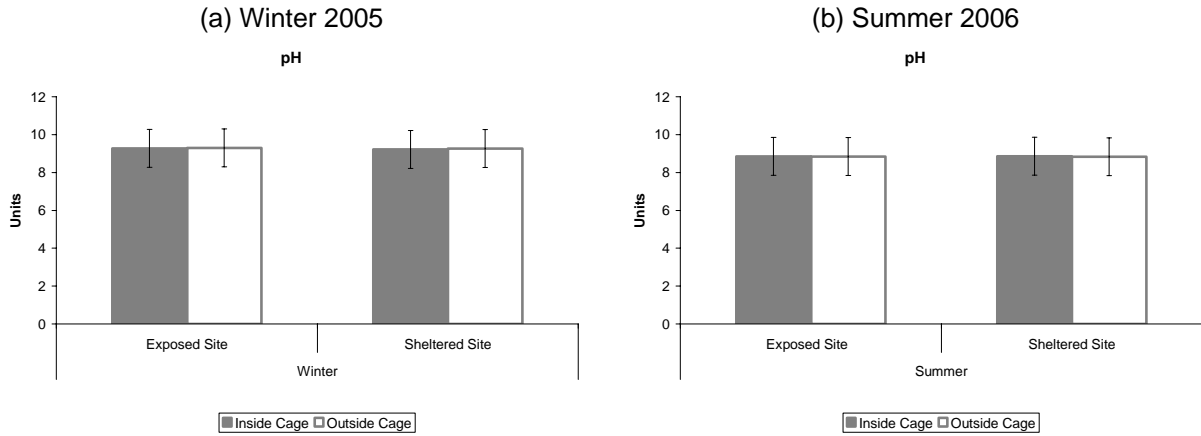 (a) Winter 2005
pH
12
10
8
6
4
2
0
Units
Exposed Site
Sheltered Site
Winter
Inside Cage
Outside Cage
(b) Summer 2006
pH
12
10
8
6
4
2
0
Units
Exposed Site
Sheltered Site
Summer
Inside Cage
Outside Cage